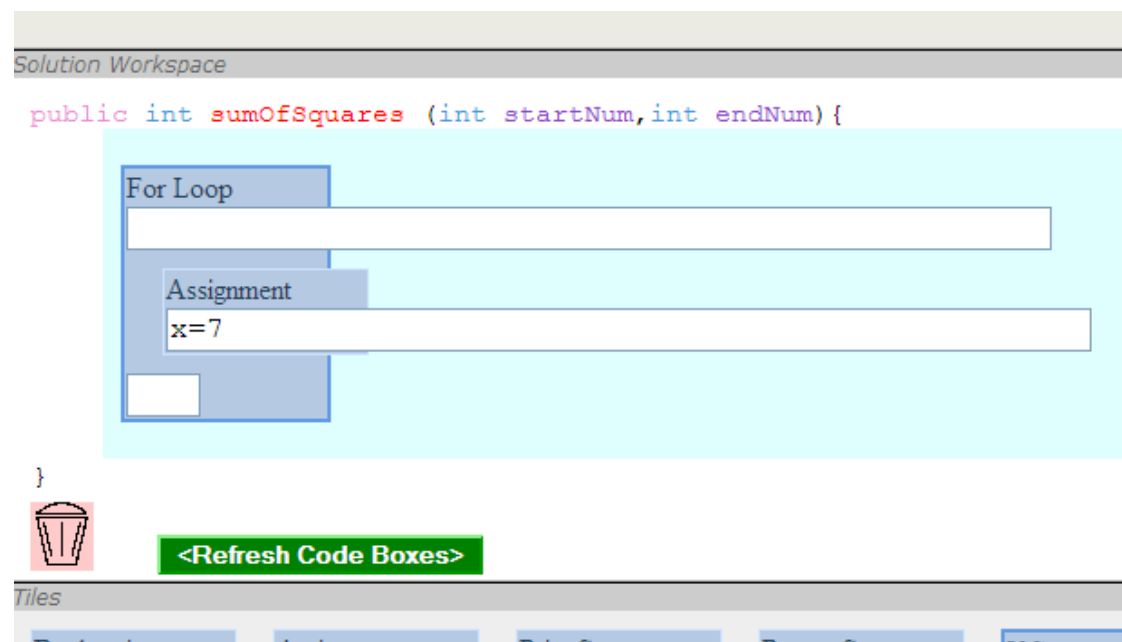 Solution Workspace
public int sumOfSquares (int startNum,int endNum){
For Loop
Assignment
x=7
}
<Refresh Code Boxes>
Tiles